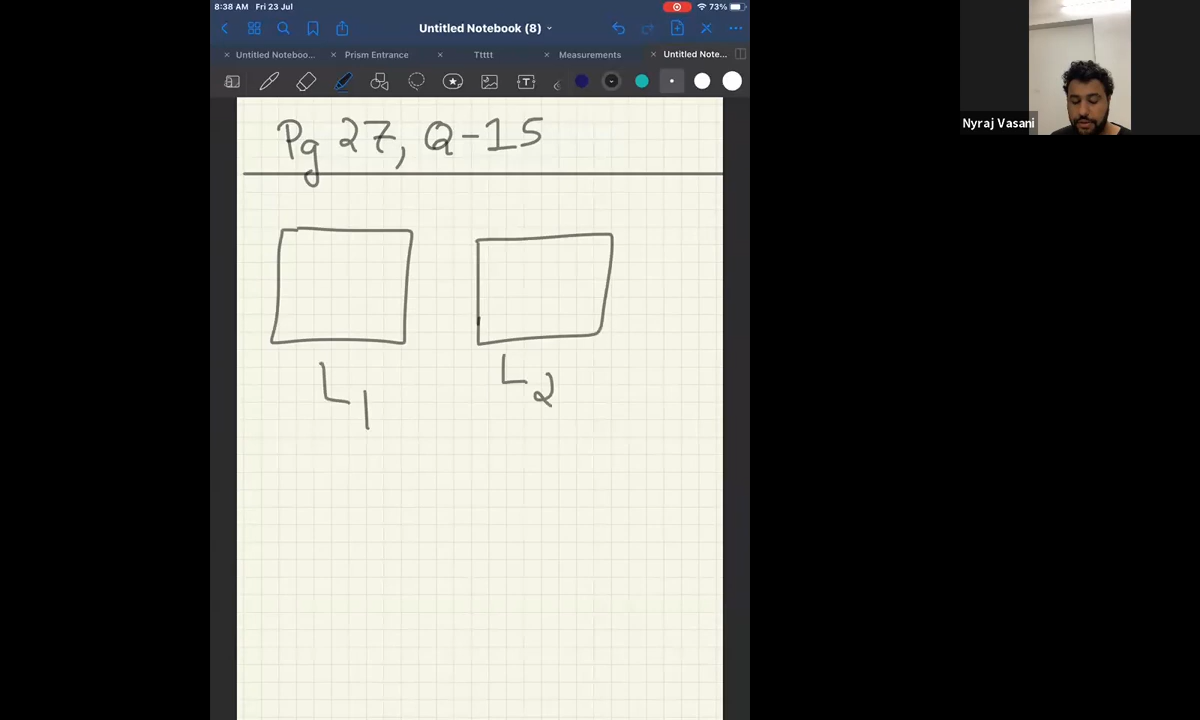 8:38 AM Fri 23 Jul
73%
Untitled Notebook (8)
Untitled Noteboo...
Prism Entrance
Ttttt
Measurements
Untitled Note...
T
Pg 27, Q-15
L1
L2
Nyraj Vasani